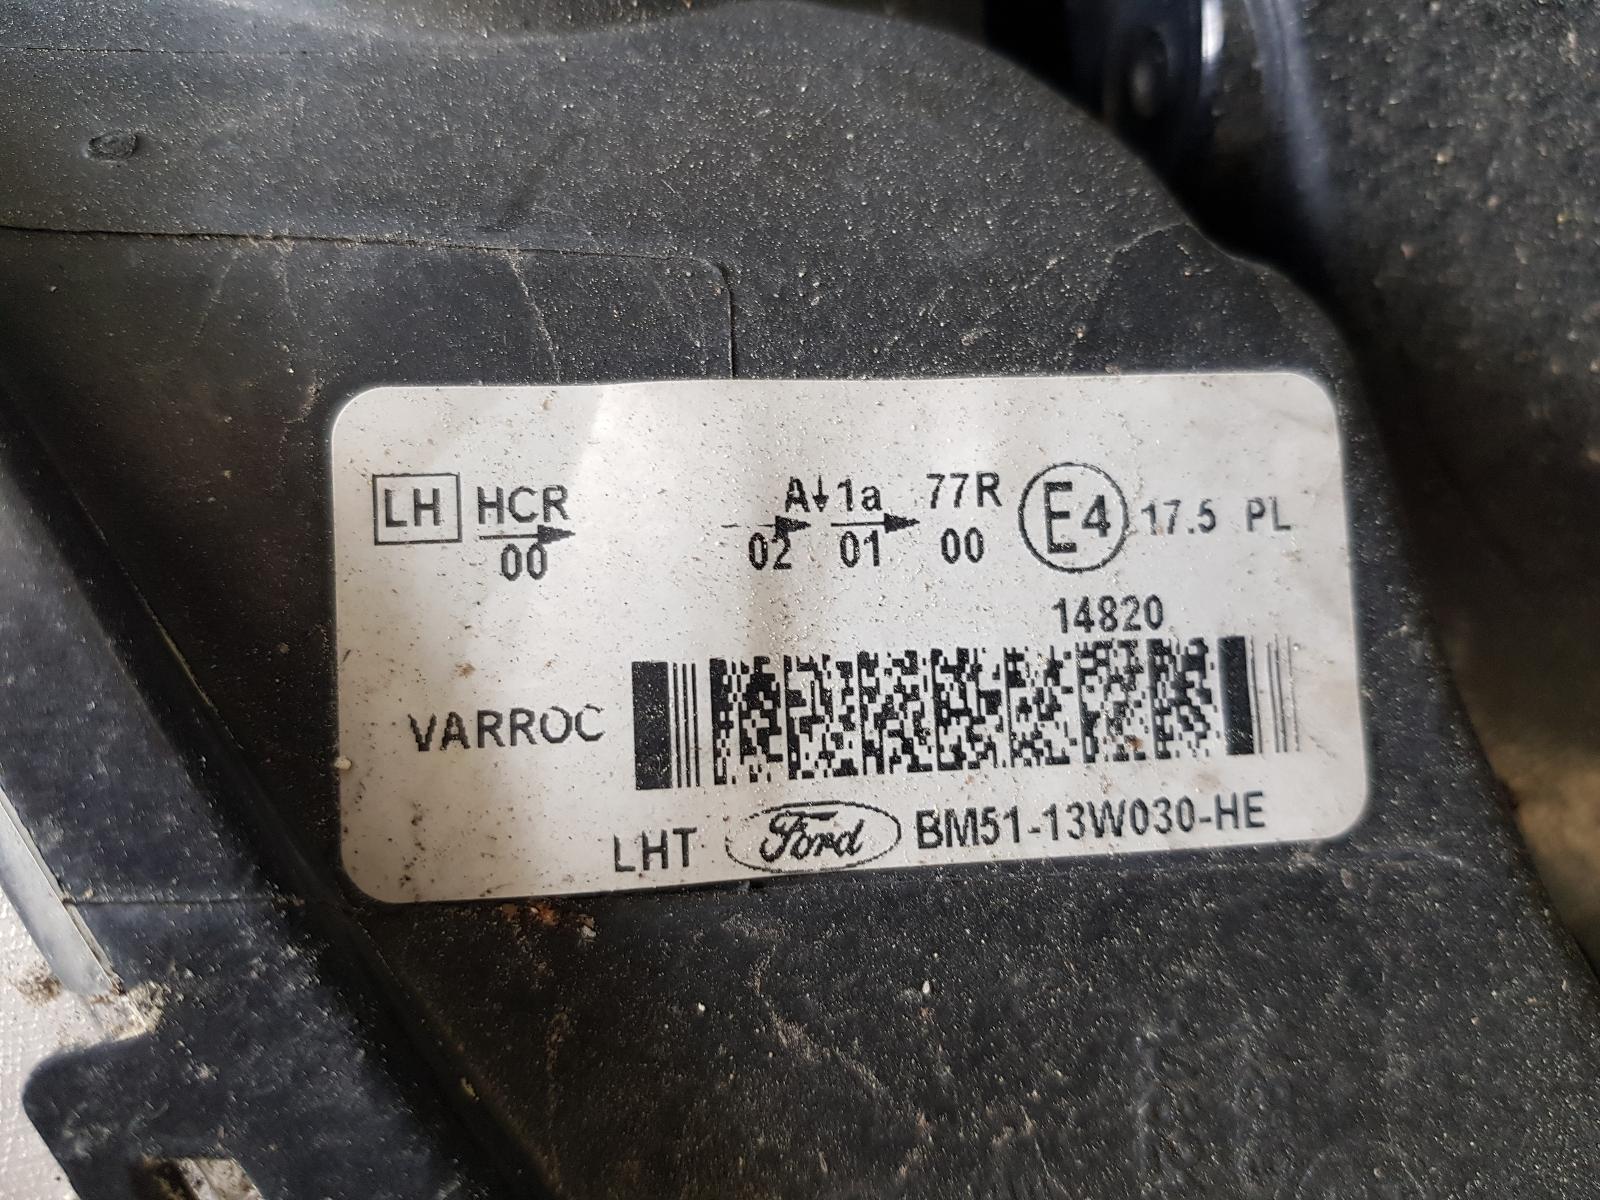 LH HCR A 1a 77R E4 17.5 PL
00 02 01 00
14820
VARROC
LHT Ford BM51-13W030-HE